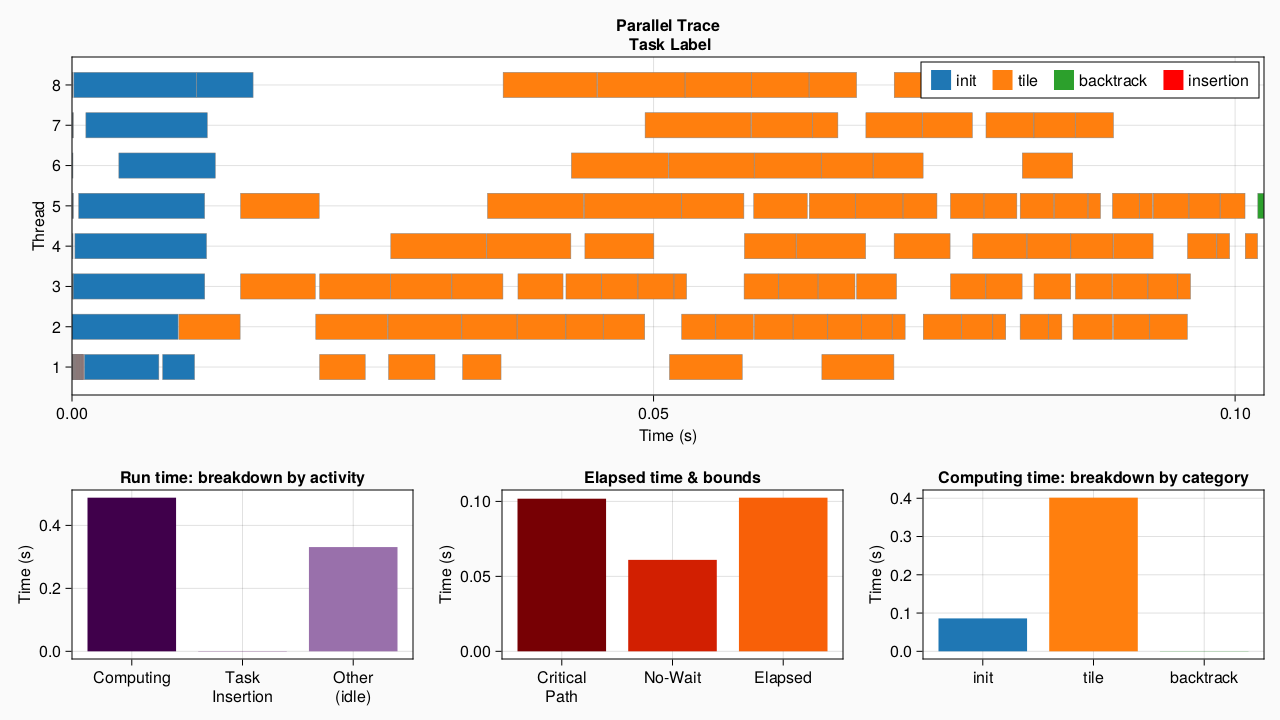 Parallel Trace
Task Label
init tile backtrack insertion
8
7
6
5
4
3
2
1
Thread
0.00 0.05 0.10
Time (s)
Run time: breakdown by activity
0.4
0.2
0.0
Time (s)
Computing Task Insertion Other (idle)
Elapsed time & bounds
0.10
0.05
0.00
Time (s)
Critical Path No-Wait Elapsed
Computing time: breakdown by category
0.4
0.3
0.2
0.1
0.0
Time (s)
init tile backtrack